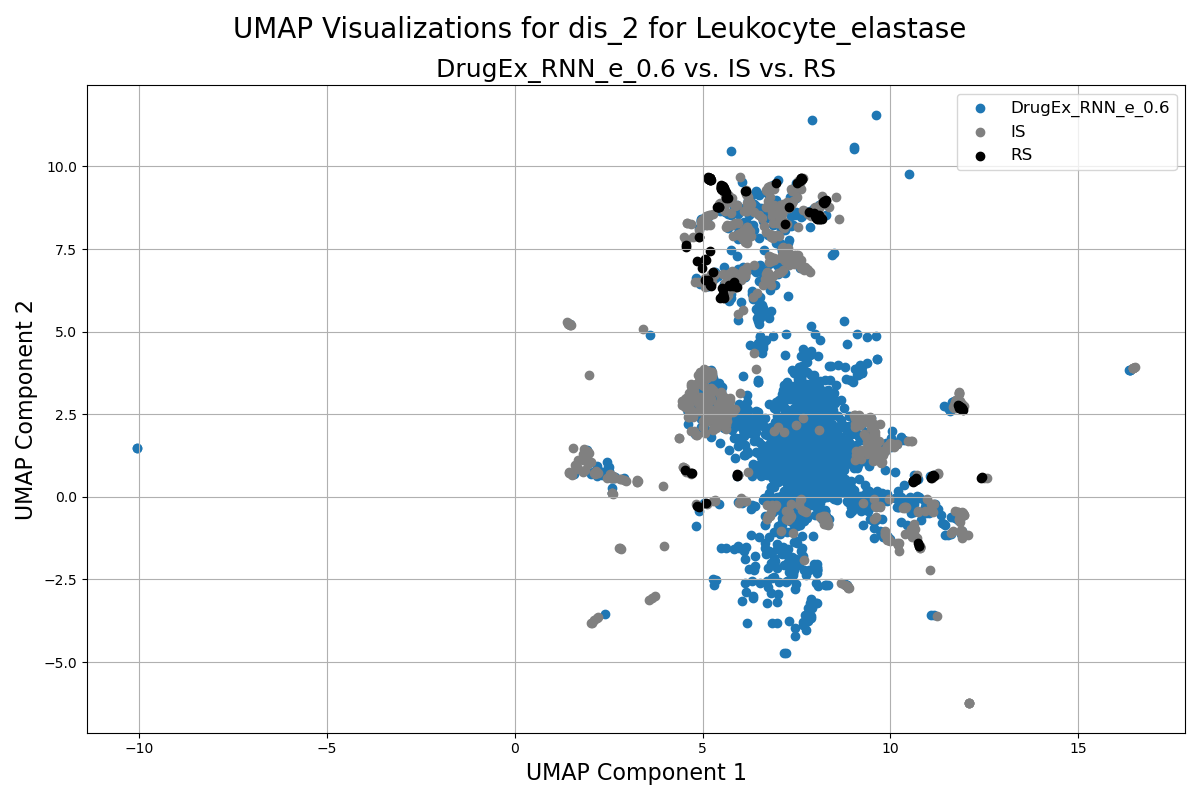 UMAP Visualizations for dis_2 for Leukocyte_elastase
DrugEx_RNN_e_0.6 vs. IS vs. RS
DrugEx_RNN_e_0.6
IS
RS
10.0
7.5
5.0
2.5
0.0
−2.5
−5.0
UMAP Component 2
−10
−5
0
5
10
15
UMAP Component 1